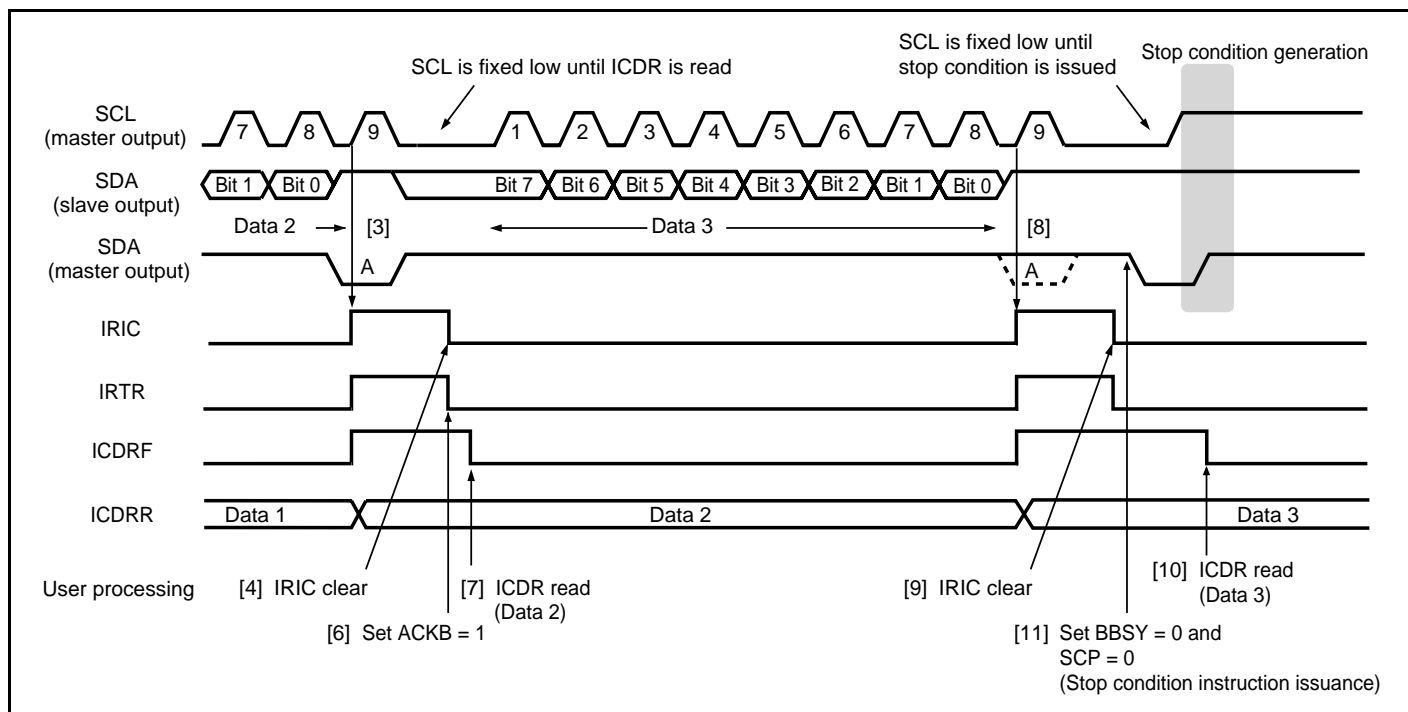 SCL is fixed low until ICDR is read
SCL is fixed low until
stop condition is issued
Stop condition generation
SCL
(master output)
7 8 9 1 2 3 4 5 6 7 8 9
SDA
(slave output)
Bit 1 Bit 0 Bit 7 Bit 6 Bit 5 Bit 4 Bit 3 Bit 2 Bit 1 Bit 0
Data 2 [3] Data 3 [8]
SDA
(master output)
A A
IRIC
IRTR
ICDRF
ICDRR
Data 1 Data 2 Data 3
User processing
[4] IRIC clear
[7] ICDR read
(Data 2)
[6] Set ACKB = 1
[9] IRIC clear
[10] ICDR read
(Data 3)
[11] Set BBSY = 0 and
SCP = 0
(Stop condition instruction issuance)